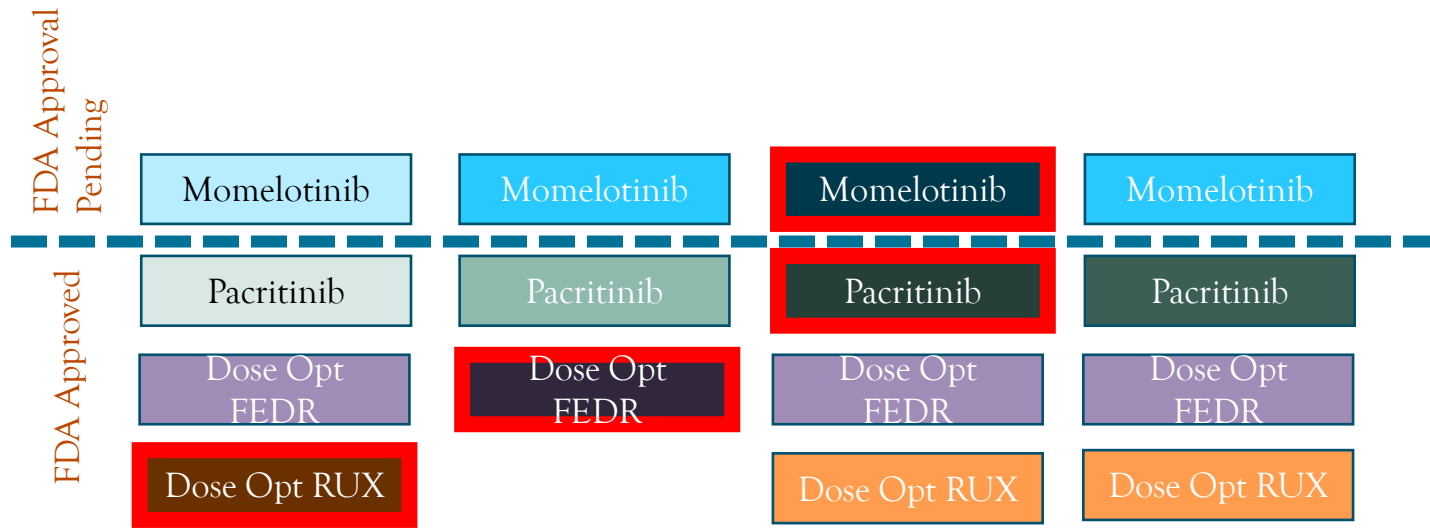 FDA Approval
Pending
Momelotinib
Momelotinib
Momelotinib
Momelotinib
FDA Approved
Pacritinib
Pacritinib
Pacritinib
Pacritinib
Dose Opt
FEDR
Dose Opt
FEDR
Dose Opt
FEDR
Dose Opt
FEDR
Dose Opt RUX
Dose Opt RUX
Dose Opt RUX